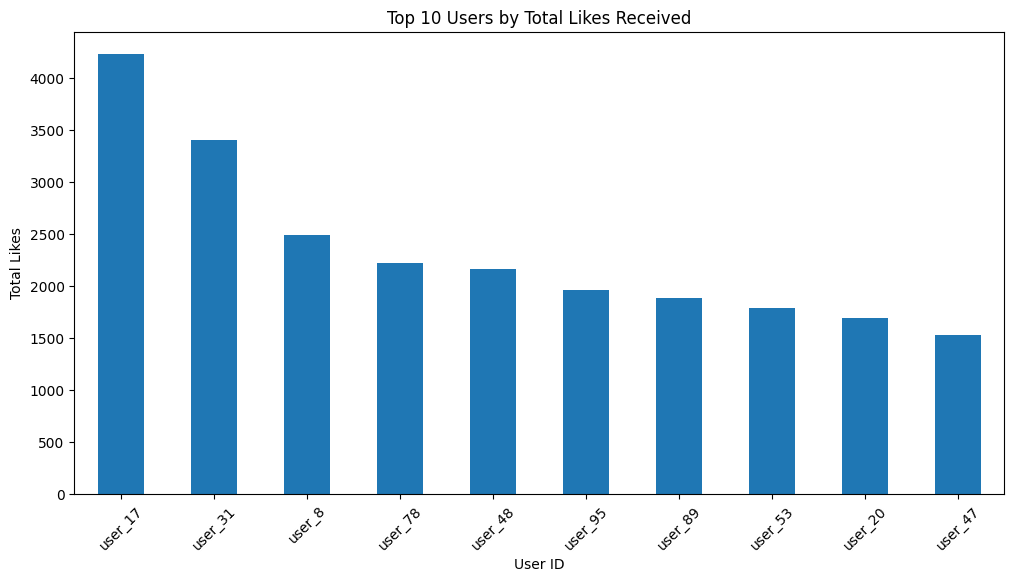 Top 10 Users by Total Likes Received
Total Likes
4000
3500
3000
2500
2000
1500
1000
500
0
user_17
user_31
user_8
user_78
user_48
user_95
user_89
user_53
user_20
user_47
User ID